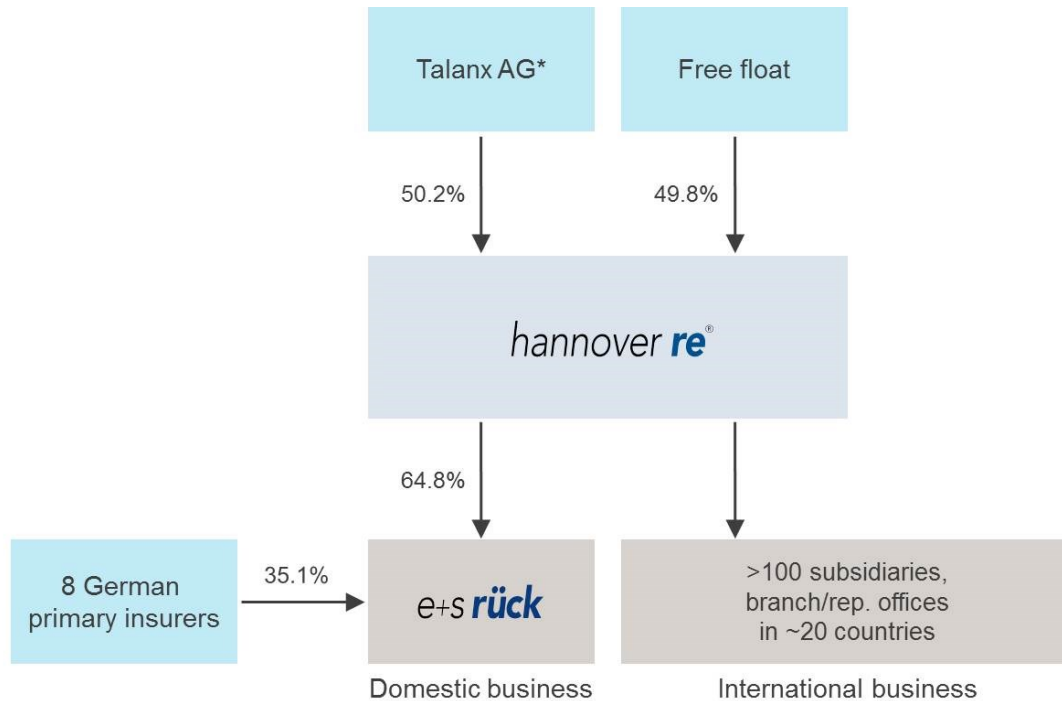 Talanx AG*
Free float
50.2%
49.8%
hannover re®
64.8%
8 German
primary insurers
35.1%
e+s rück
>100 subsidiaries,
branch/rep. offices
in ~20 countries
Domestic business
International business